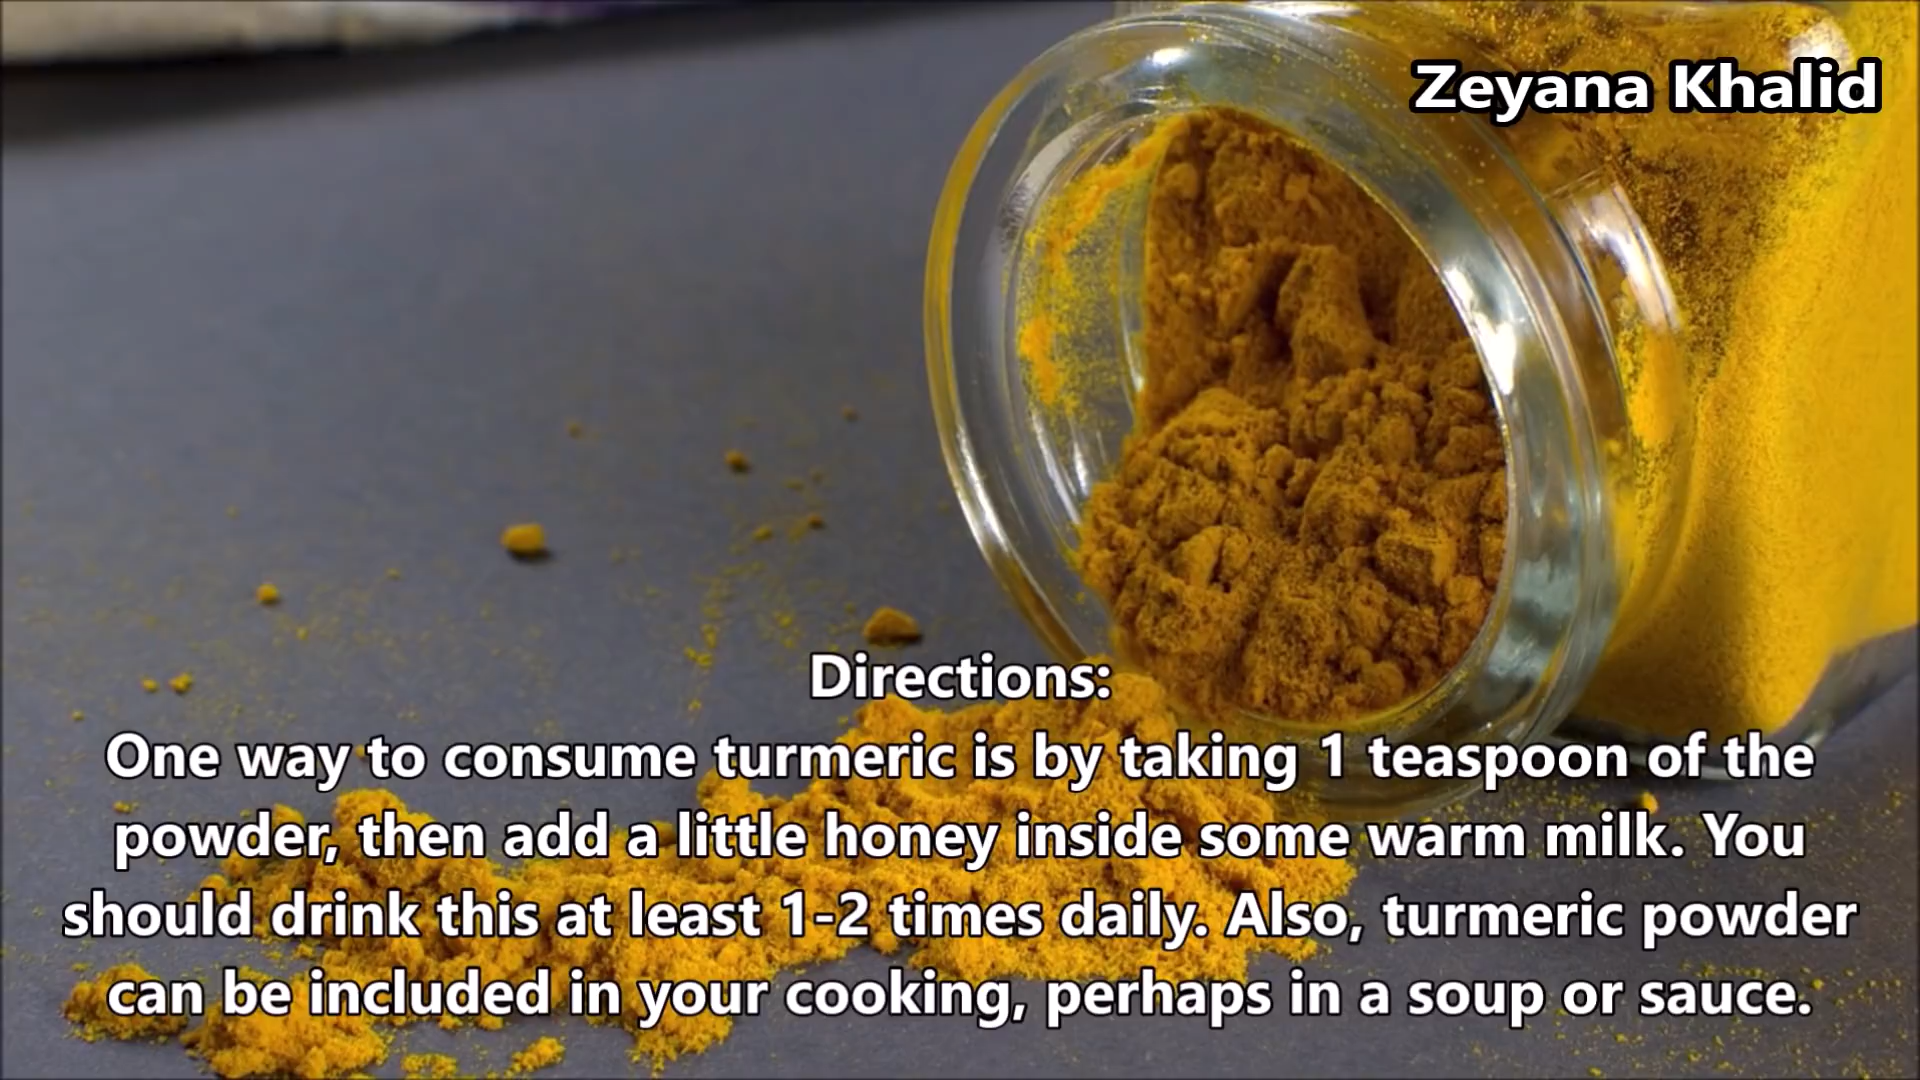 Zeyana Khalid
Directions:
One way to consume turmeric is by taking 1 teaspoon of the
powder, then add a little honey inside some warm milk. You
should drink this at least 1-2 times daily. Also, turmeric powder
can be included in your cooking, perhaps in a soup or sauce.